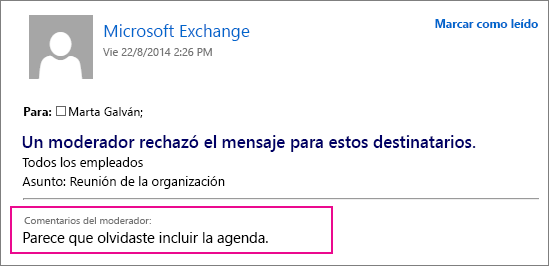 Microsoft Exchange
Marcar como leído
Vie 22/8/2014 2:26 PM
Para: Marta Galván;
Un moderador rechazó el mensaje para estos destinatarios.
Todos los empleados
Asunto: Reunión de la organización
Comentarios del moderador:
Parece que olvidaste incluir la agenda.